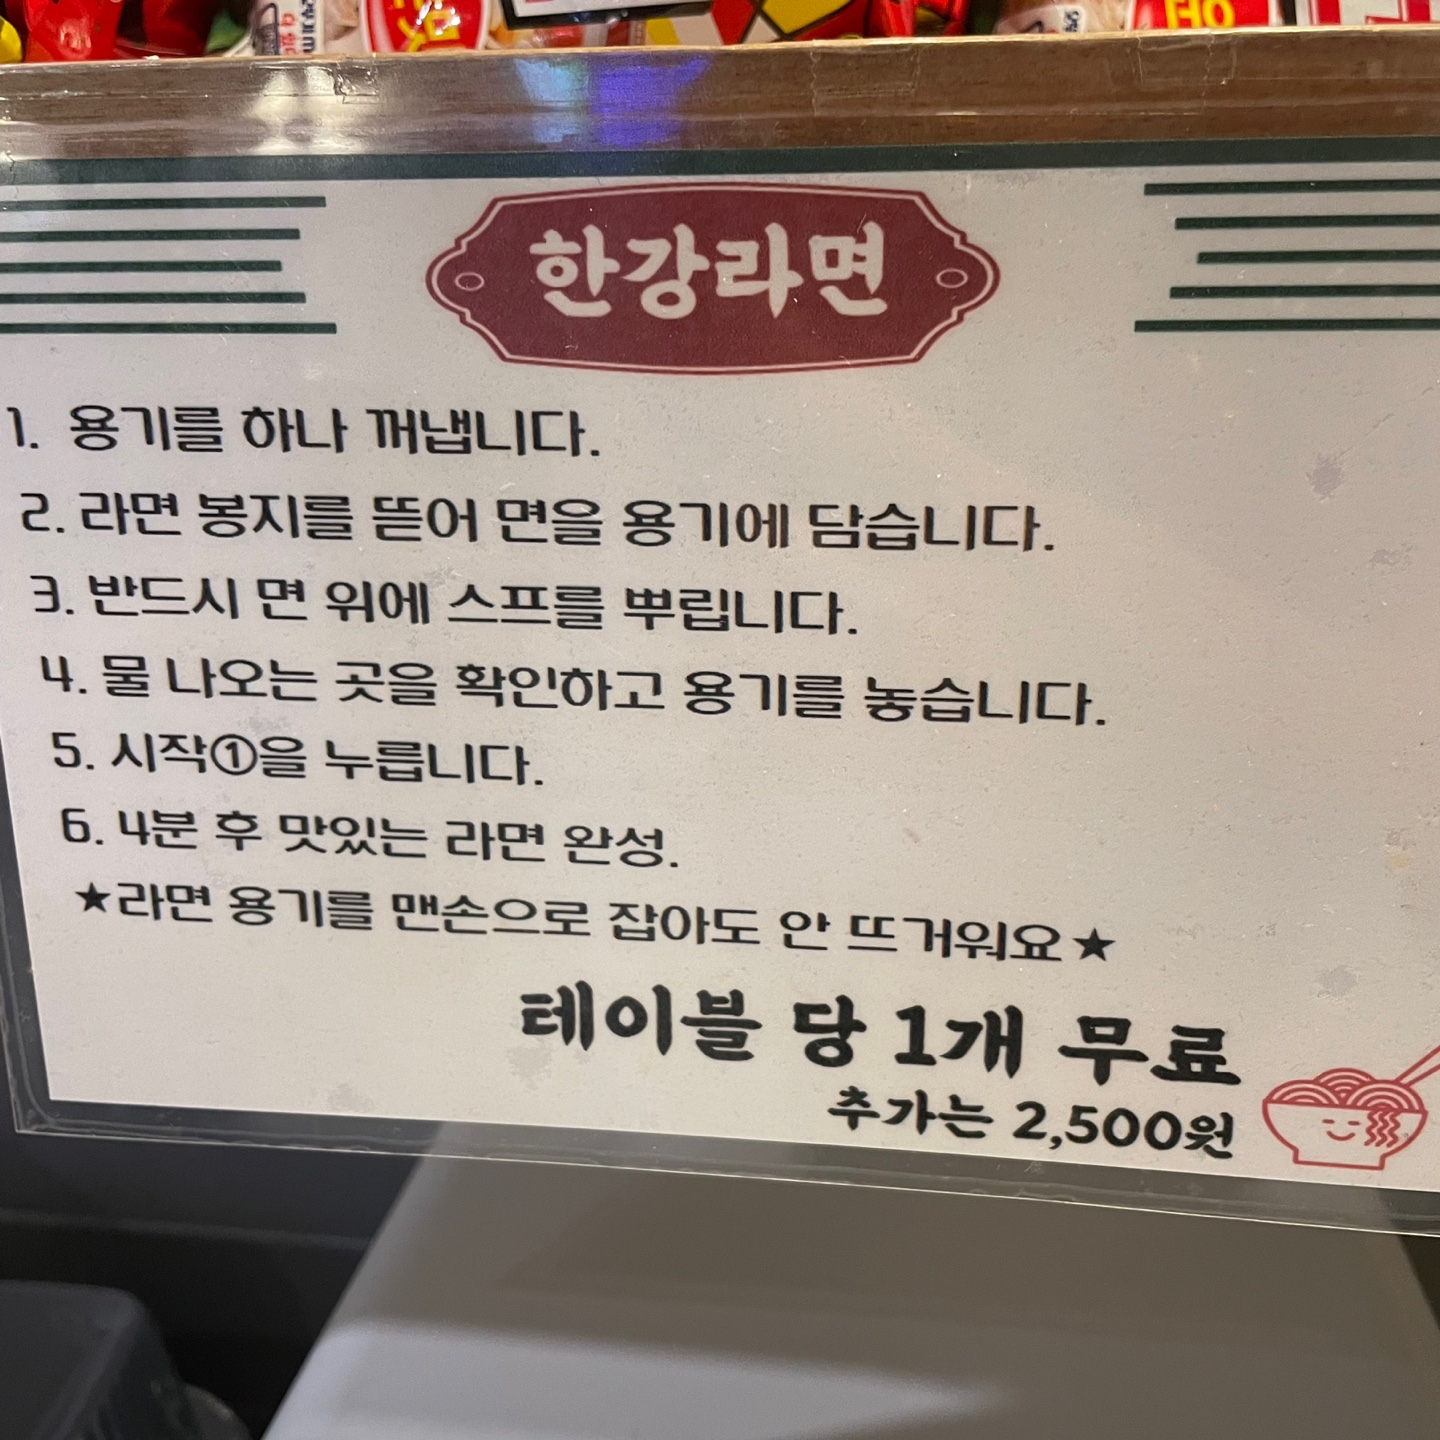 한강라면
1. 용기를 하나 꺼냅니다.
2. 라면 봉지를 뜯어 면을 용기에 담습니다.
3. 반드시 면 위에 스프를 뿌립니다.
4. 물 나오는 곳을 확인하고 용기를 놓습니다.
5. 시작①을 누릅니다.
6. 4분 후 맛있는 라면 완성.
★라면 용기를 맨손으로 잡아도 안 뜨거워요★
테이블 당 1개 무료
추가는 2,500원